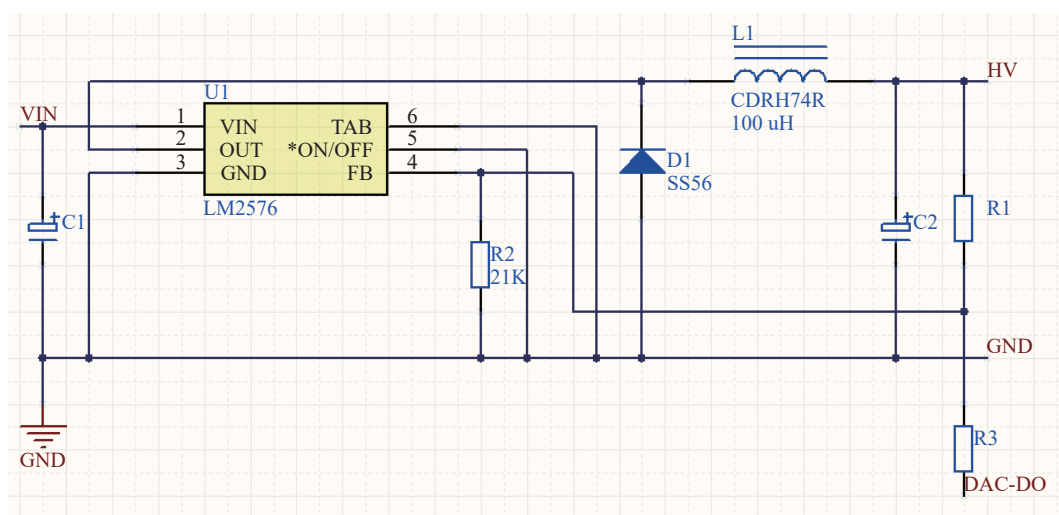 L1
HV
CDRH74R
100 uH
U1
VIN
1
VIN
TAB
6
2
OUT
*ON/OFF
5
3
GND
FB
4
LM2576
D1
SS56
+
C1
+
C2
R1
R2
21K
GND
GND
R3
DAC-DO